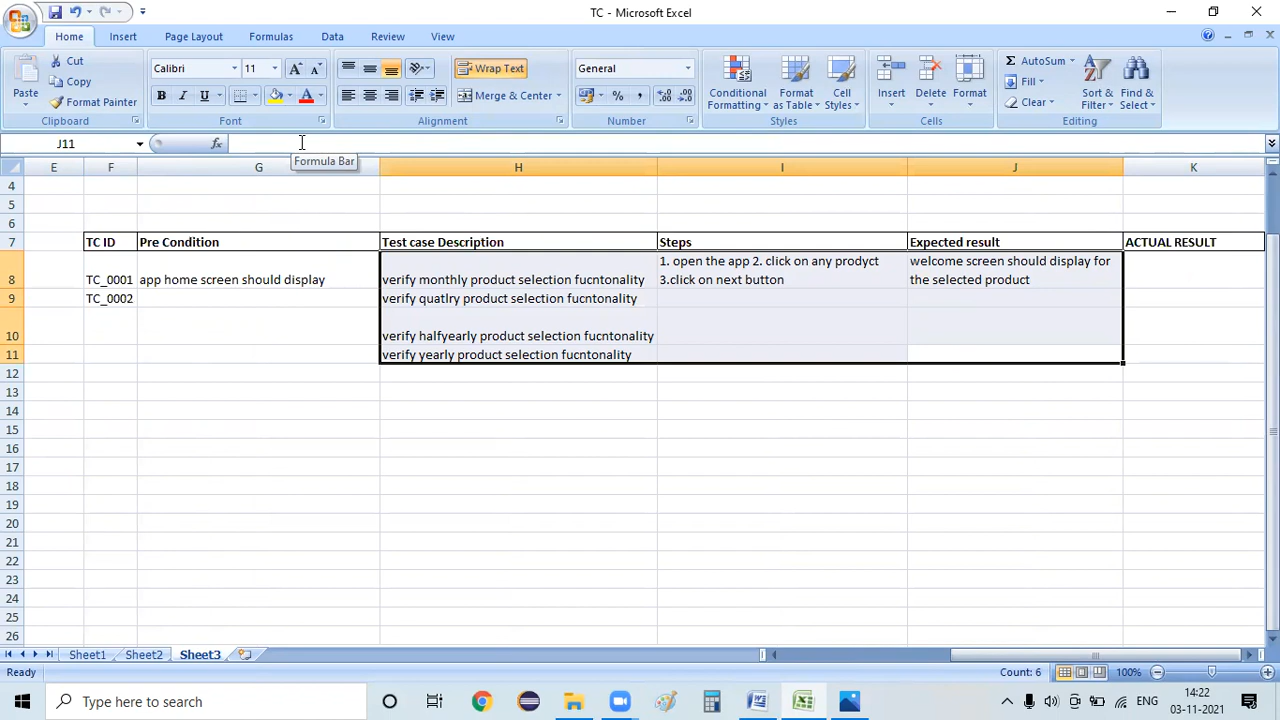 TC - Microsoft Excel
Home Insert Page Layout Formulas Data Review View
Paste
Cut
Copy
Format Painter
Clipboard
Calibri 11
B I U A
Font
Wrap Text
Merge & Center
Alignment
General
% ,
Number
Conditional Formatting
Format as Table
Cell Styles
Styles
Insert
Delete
Format
Cells
Σ AutoSum
Fill
Clear
Sort & Filter
Find & Select
Editing
J11 fx
Formula Bar
E F G H I J K
4
5
6
7 TC ID Pre Condition Test case Description Steps Expected result ACTUAL RESULT
8 TC_0001 app home screen should display verify monthly product selection fucntonality 1. open the app 2. click on any prodyct
3.click on next button
welcome screen should display for
the selected product
9 TC_0002 verify quatlry product selection fucntonality
10 verify halfyearly product selection fucntonality
11 verify yearly product selection fucntonality
12
13
14
15
16
17
18
19
20
21
22
23
24
25
26
Sheet1 Sheet2 Sheet3
Ready Count: 6 100%
Type here to search
ENG
14:22
03-11-2021